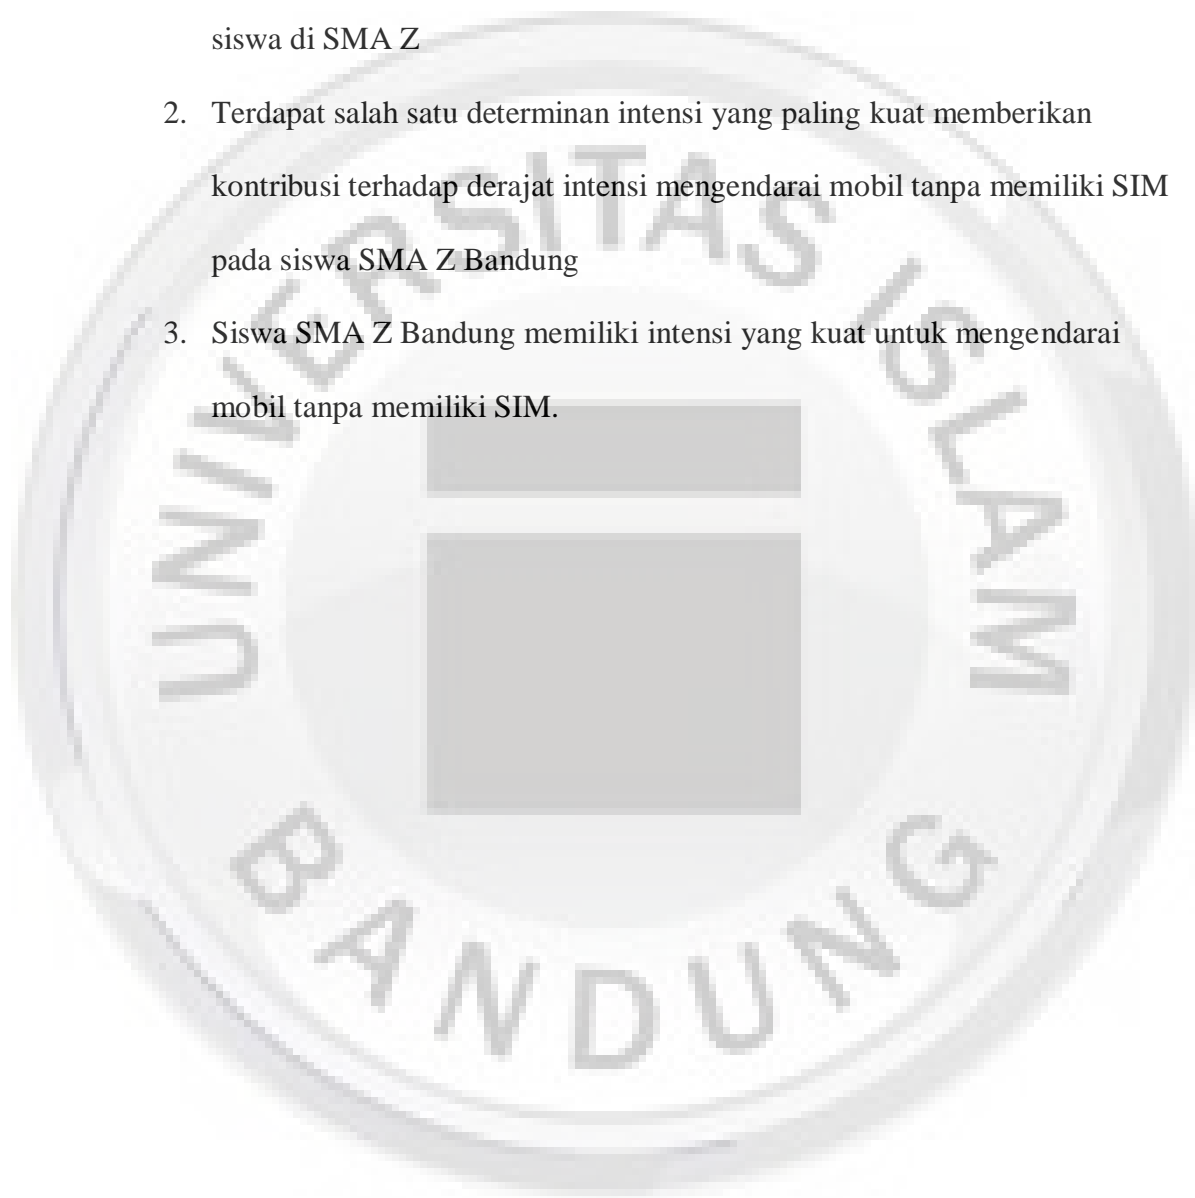 siswa di SMA Z
2. Terdapat salah satu determinan intensi yang paling kuat memberikan
kontribusi terhadap derajat intensi mengendarai mobil tanpa memiliki SIM
pada siswa SMA Z Bandung
3. Siswa SMA Z Bandung memiliki intensi yang kuat untuk mengendarai
mobil tanpa memiliki SIM.
UNIVERSITAS ISLAM
BANDUNG